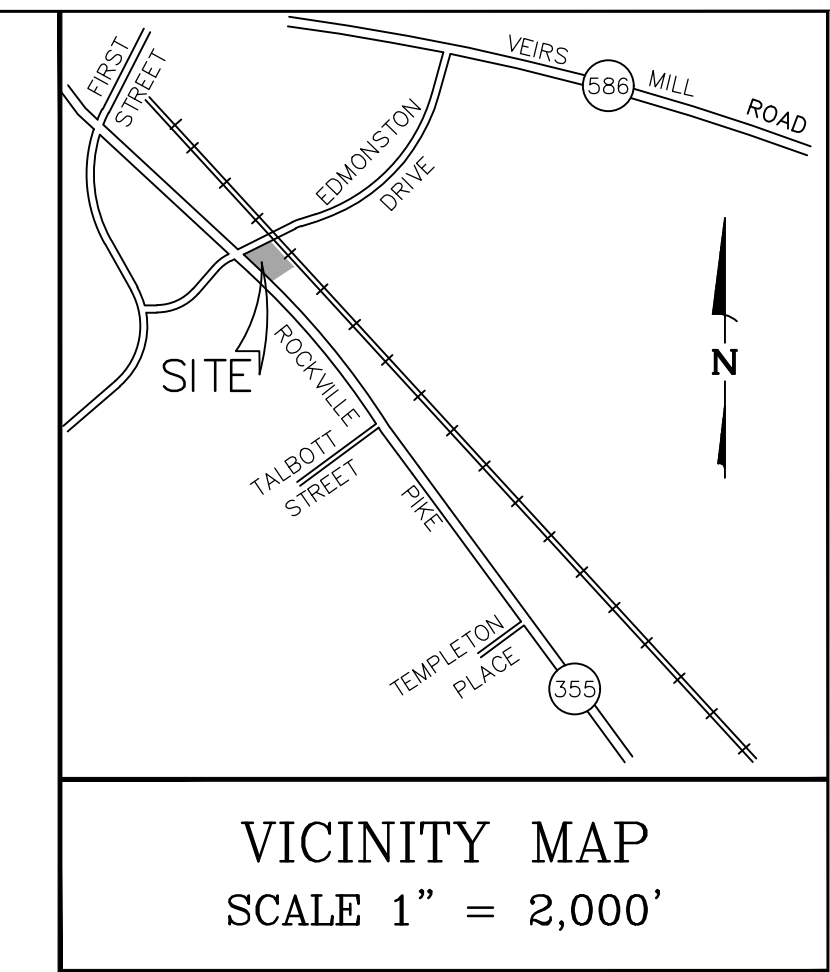 FIRST
STREET
VEIRS
586
MILL
ROAD
EDMONSTON
DRIVE
N
SITE
ROCKVILLE
PIKE
TALBOTT
STREET
TEMPLETON
PLACE
355
VICINITY MAP
SCALE 1" = 2,000'